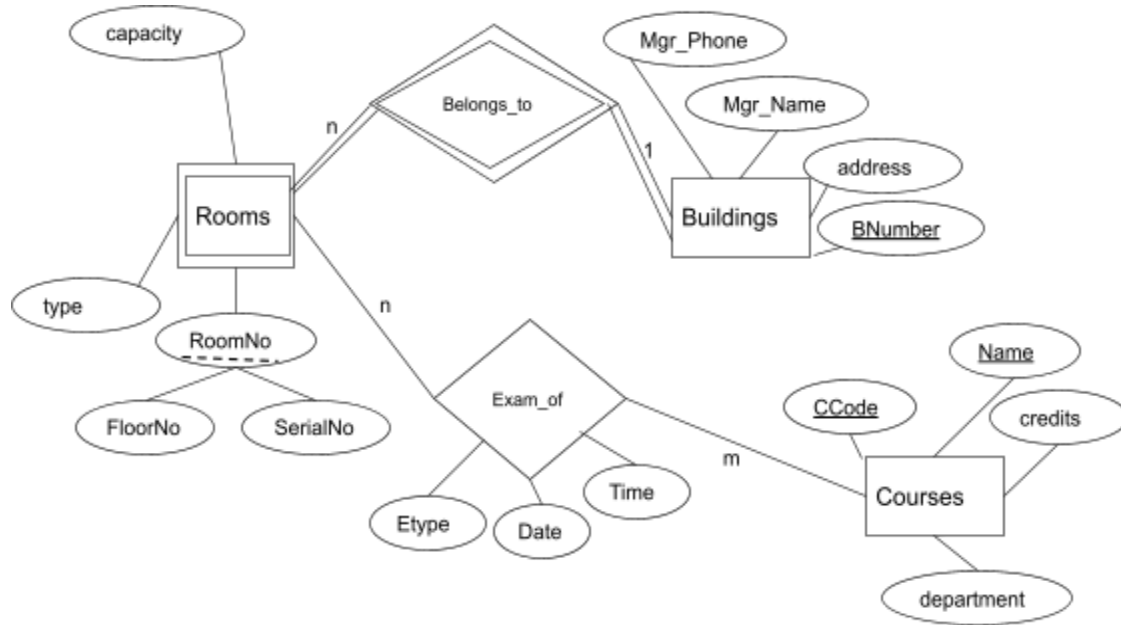 capacity
Mgr_Phone
Belongs_to
Mgr_Name
n
1
address
Rooms
Buildings
BNumber
type
n
RoomNo
Name
Exam_of
CCode
credits
FloorNo
SerialNo
m
Time
Courses
Etype
Date
department